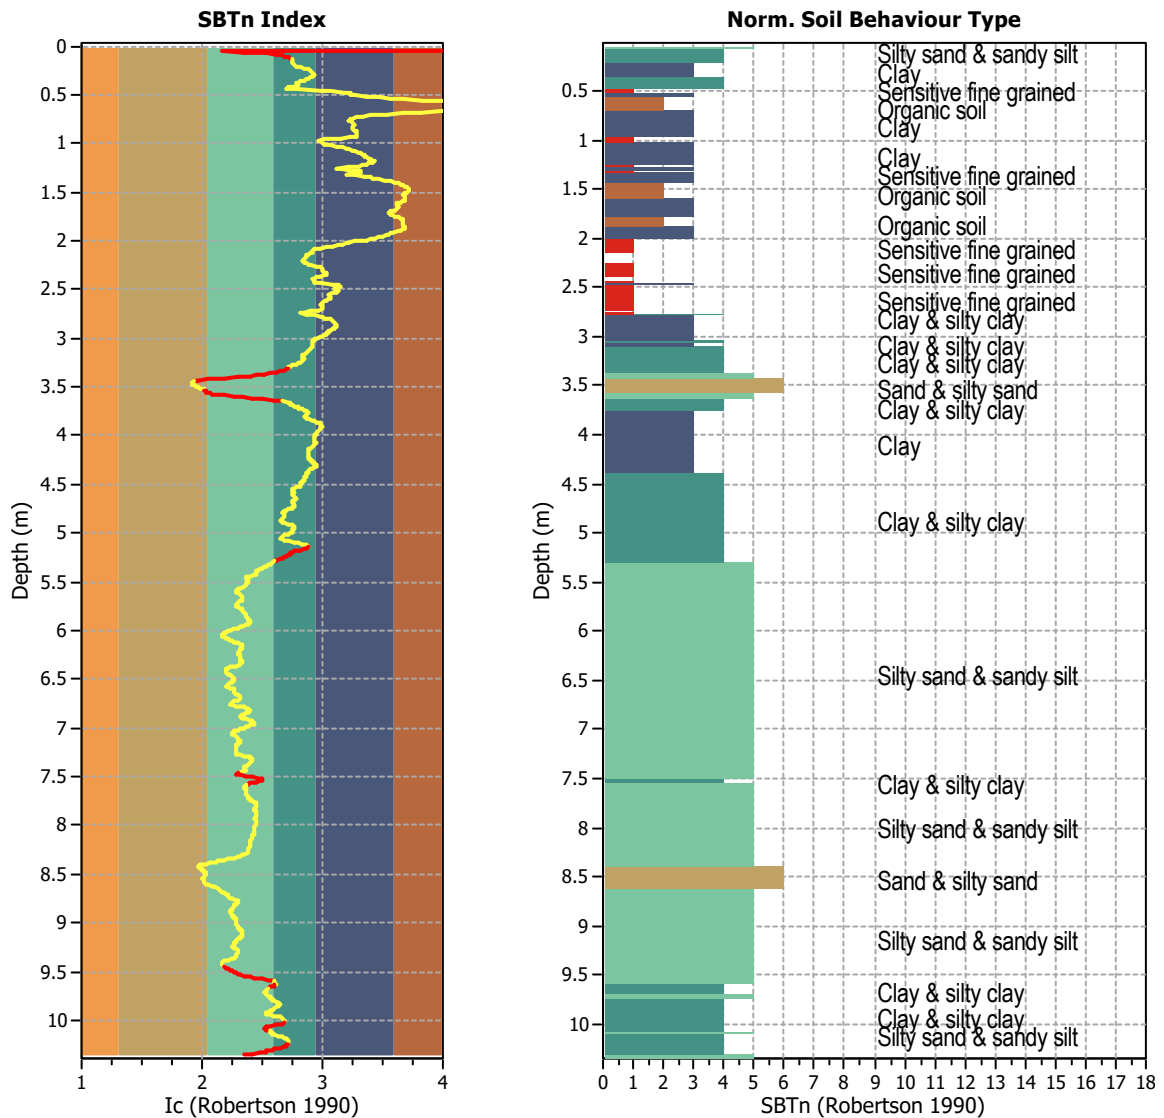 SBTn Index
0
0.5
1
1.5
2
2.5
3
3.5
4
4.5
5
5.5
6
6.5
7
7.5
8
8.5
9
9.5
10
Depth (m)
1 2 3 4
Ic (Robertson 1990)
Norm. Soil Behaviour Type
0.5
1
1.5
2
2.5
3
3.5
4
4.5
5
5.5
6
6.5
7
7.5
8
8.5
9
9.5
10
Depth (m)
Silty sand & sandy silt
Clay
Sensitive fine grained
Organic soil
Clay
Clay
Sensitive fine grained
Organic soil
Organic soil
Sensitive fine grained
Sensitive fine grained
Sensitive fine grained
Clay & silty clay
Clay & silty clay
Clay & silty clay
Sand & silty sand
Clay & silty clay
Clay
Clay & silty clay
Silty sand & sandy silt
Clay & silty clay
Silty sand & sandy silt
Sand & silty sand
Silty sand & sandy silt
Clay & silty clay
Clay & silty clay
Silty sand & sandy silt
0 1 2 3 4 5 6 7 8 9 10 11 12 13 14 15 16 17 18
SBTn (Robertson 1990)